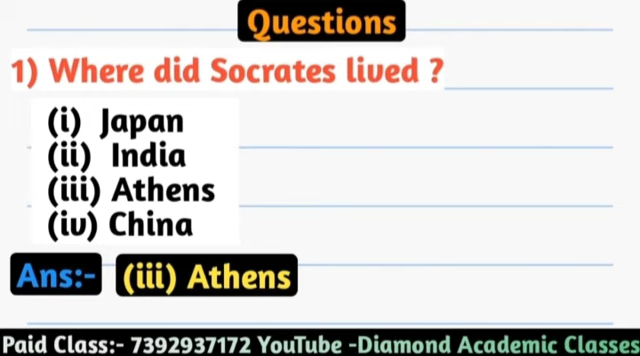 Questions
1) Where did Socrates lived ?
(i) Japan
(ii) India
(iii) Athens
(iv) China
Ans:- (iii) Athens
Paid Class:- 7392937172 YouTube -Diamond Academic Classes